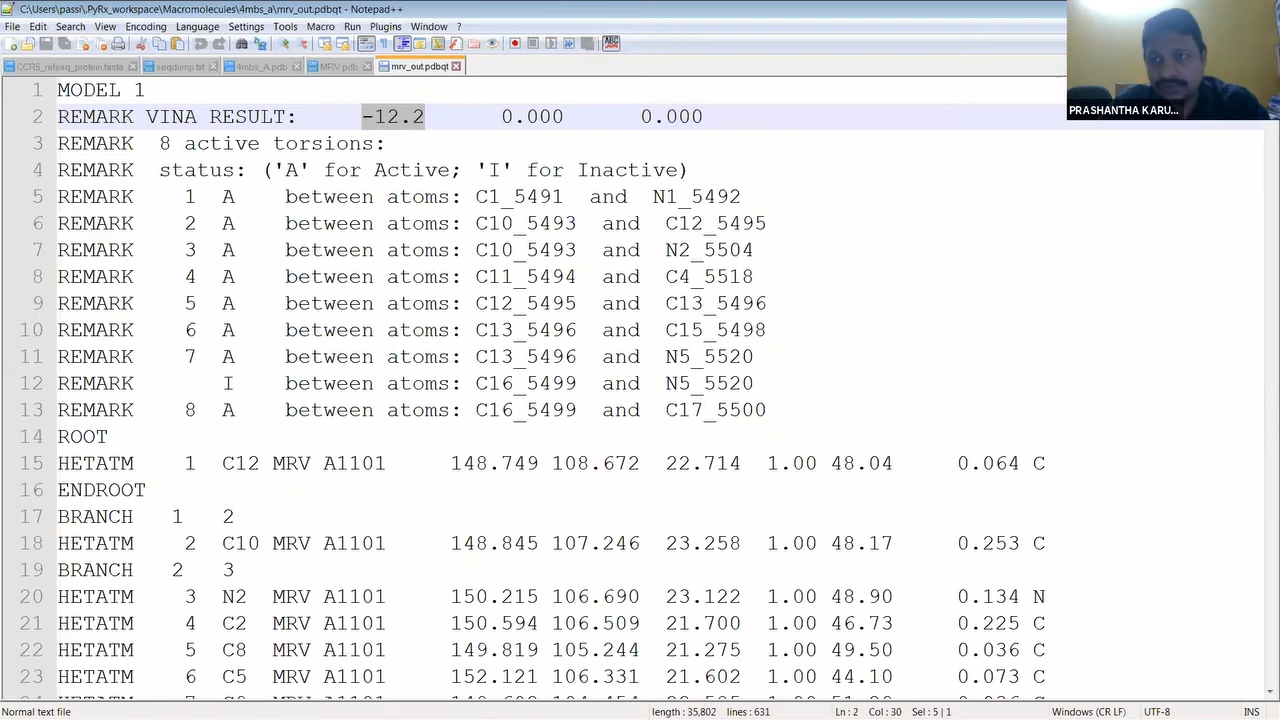 C:\Users\passi\.PyRx_workspace\Macromolecules\4mbs_a\mrv_out.pdbqt - Notepad++
File Edit Search View Encoding Language Settings Tools Macro Run Plugins Window ?
CCR5_refseq_protein.fasta seqdump.txt 4mbs_A.pdb MRV.pdb mrv_out.pdbqt
PRASHANTHA KARU...
1 MODEL 1
2 REMARK VINA RESULT: -12.2 0.000 0.000
3 REMARK 8 active torsions:
4 REMARK status: ('A' for Active; 'I' for Inactive)
5 REMARK 1 A between atoms: C1_5491 and N1_5492
6 REMARK 2 A between atoms: C10_5493 and C12_5495
7 REMARK 3 A between atoms: C10_5493 and N2_5504
8 REMARK 4 A between atoms: C11_5494 and C4_5518
9 REMARK 5 A between atoms: C12_5495 and C13_5496
10 REMARK 6 A between atoms: C13_5496 and C15_5498
11 REMARK 7 A between atoms: C13_5496 and N5_5520
12 REMARK I between atoms: C16_5499 and N5_5520
13 REMARK 8 A between atoms: C16_5499 and C17_5500
14 ROOT
15 HETATM 1 C12 MRV A1101 148.749 108.672 22.714 1.00 48.04 0.064 C
16 ENDROOT
17 BRANCH 1 2
18 HETATM 2 C10 MRV A1101 148.845 107.246 23.258 1.00 48.17 0.253 C
19 BRANCH 2 3
20 HETATM 3 N2 MRV A1101 150.215 106.690 23.122 1.00 48.90 0.134 N
21 HETATM 4 C2 MRV A1101 150.594 106.509 21.700 1.00 46.73 0.225 C
22 HETATM 5 C8 MRV A1101 149.819 105.244 21.275 1.00 49.50 0.036 C
23 HETATM 6 C5 MRV A1101 152.121 106.331 21.602 1.00 44.10 0.073 C
Normal text file length : 35,802 lines : 631 Ln : 2 Col : 30 Sel : 5 | 1 Windows (CR LF) UTF-8 INS